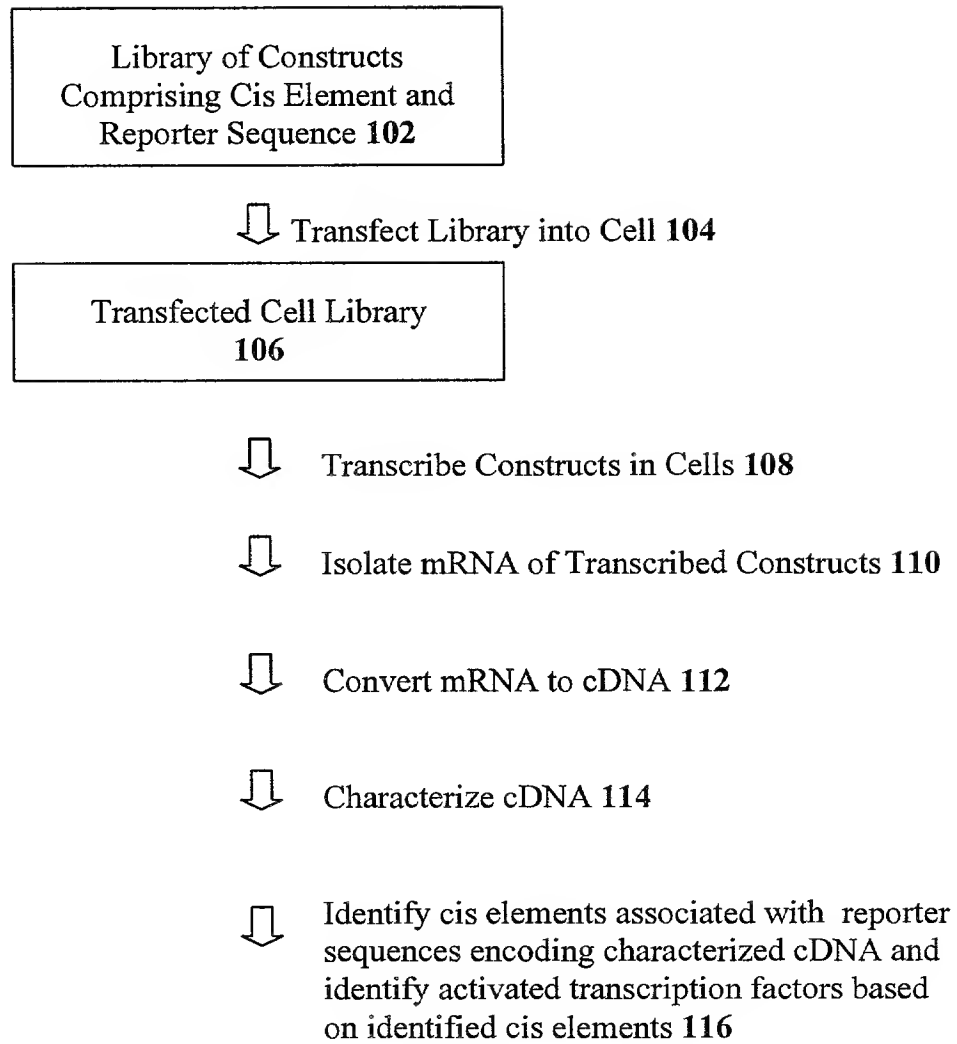 Library of Constructs
Comprising Cis Element and
Reporter Sequence 102
Transfect Library into Cell 104
Transfected Cell Library
106
Transcribe Constructs in Cells 108
Isolate mRNA of Transcribed Constructs 110
Convert mRNA to cDNA 112
Characterize cDNA 114
Identify cis elements associated with reporter
sequences encoding characterized cDNA and
identify activated transcription factors based
on identified cis elements 116